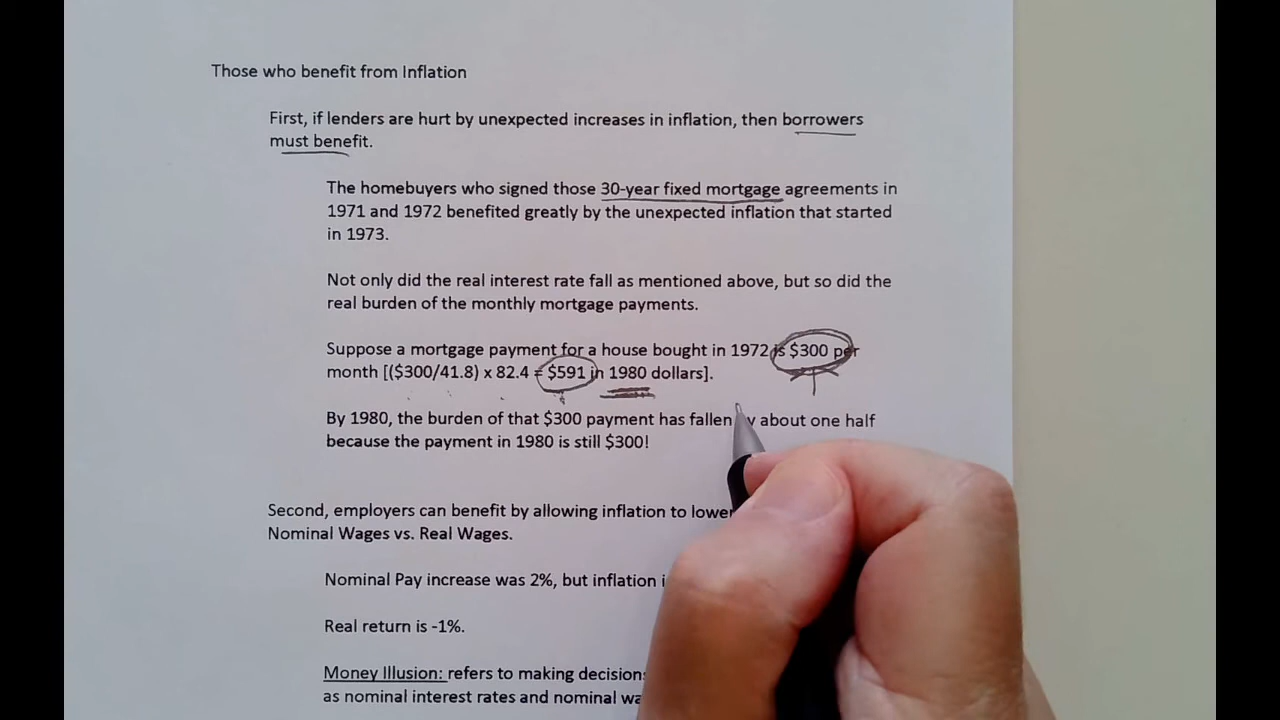 Those who benefit from Inflation
First, if lenders are hurt by unexpected increases in inflation, then borrowers
must benefit.
The homebuyers who signed those 30-year fixed mortgage agreements in
1971 and 1972 benefited greatly by the unexpected inflation that started
in 1973.
Not only did the real interest rate fall as mentioned above, but so did the
real burden of the monthly mortgage payments.
Suppose a mortgage payment for a house bought in 1972 is $300 per
month [($300/41.8) x 82.4 = $591 in 1980 dollars].
By 1980, the burden of that $300 payment has fallen by about one half
because the payment in 1980 is still $300!
Second, employers can benefit by allowing inflation to lower
Nominal Wages vs. Real Wages.
Nominal Pay increase was 2%, but inflation
Real return is -1%.
Money Illusion: refers to making
as nominal interest rates and nominal